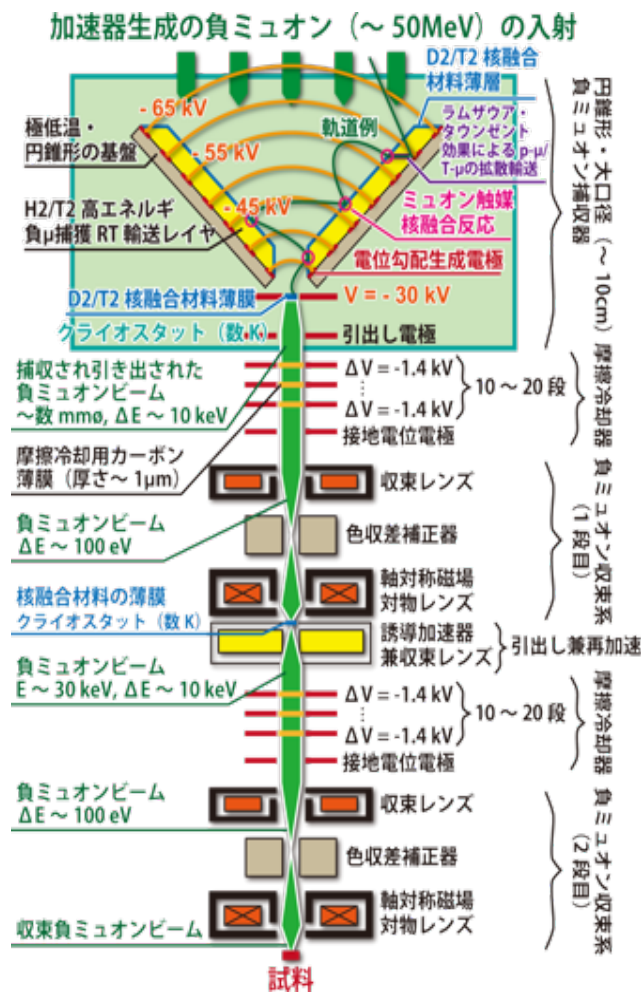 加速器生成の負ミュオン（～ 50MeV）の入射
D2/T2 核融合
材料薄層
ラムザウア・
タウンゼント
効果による p-μ/
T-μの拡散輸送
- 65 kV
極低温・
円錐形の基盤
- 55 kV
軌道例
H2/T2 高エネルギ
負μ捕獲 RT 輸送レイヤ
- 45 kV
ミュオン触媒
核融合反応
電位勾配生成電極
D2/T2 核融合材料薄膜
V = - 30 kV
クライオスタット（数 K）
引出し電極
円錐形・大口径（～ 10cm）
負ミュオン捕収器
捕収され引き出された
負ミュオンビーム
～数 mmø, ΔE ～ 10 keV
ΔV = -1.4 kV
⋮
ΔV = -1.4 kV
10 ～ 20 段
接地電位電極
摩擦冷却器
摩擦冷却用カーボン
薄膜（厚さ～ 1μm）
収束レンズ
負ミュオンビーム
ΔE ～ 100 eV
色収差補正器
軸対称磁場
対物レンズ
負ミュオン収束系
（1 段目）
核融合材料の薄膜
クライオスタット（数 K）
誘導加速器
兼収束レンズ
引出し兼再加速
負ミュオンビーム
E ～ 30 keV, ΔE ～ 10 keV
ΔV = -1.4 kV
⋮
ΔV = -1.4 kV
10 ～ 20 段
接地電位電極
摩擦冷却器
負ミュオンビーム
ΔE ～ 100 eV
収束レンズ
色収差補正器
軸対称磁場
対物レンズ
負ミュオン収束系
（2 段目）
収束負ミュオンビーム
試料